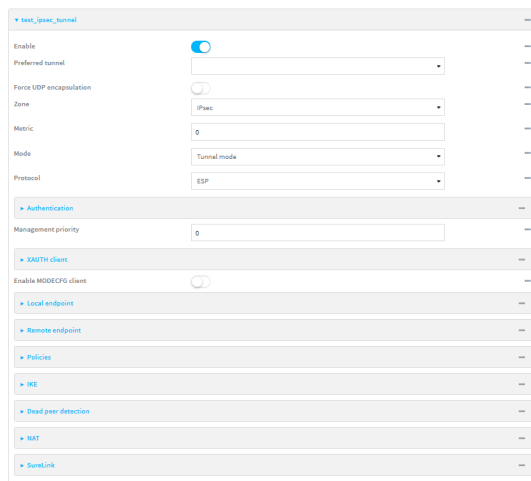 test_ipsec_tunnel
Enable
Preferred tunnel
Force UDP encapsulation
Zone
IPsec
Metric
0
Mode
Tunnel mode
Protocol
ESP
Authentication
Management priority
0
XAUTH client
Enable MODECFG client
Local endpoint
Remote endpoint
Policies
IKE
Dead peer detection
NAT
SureLink